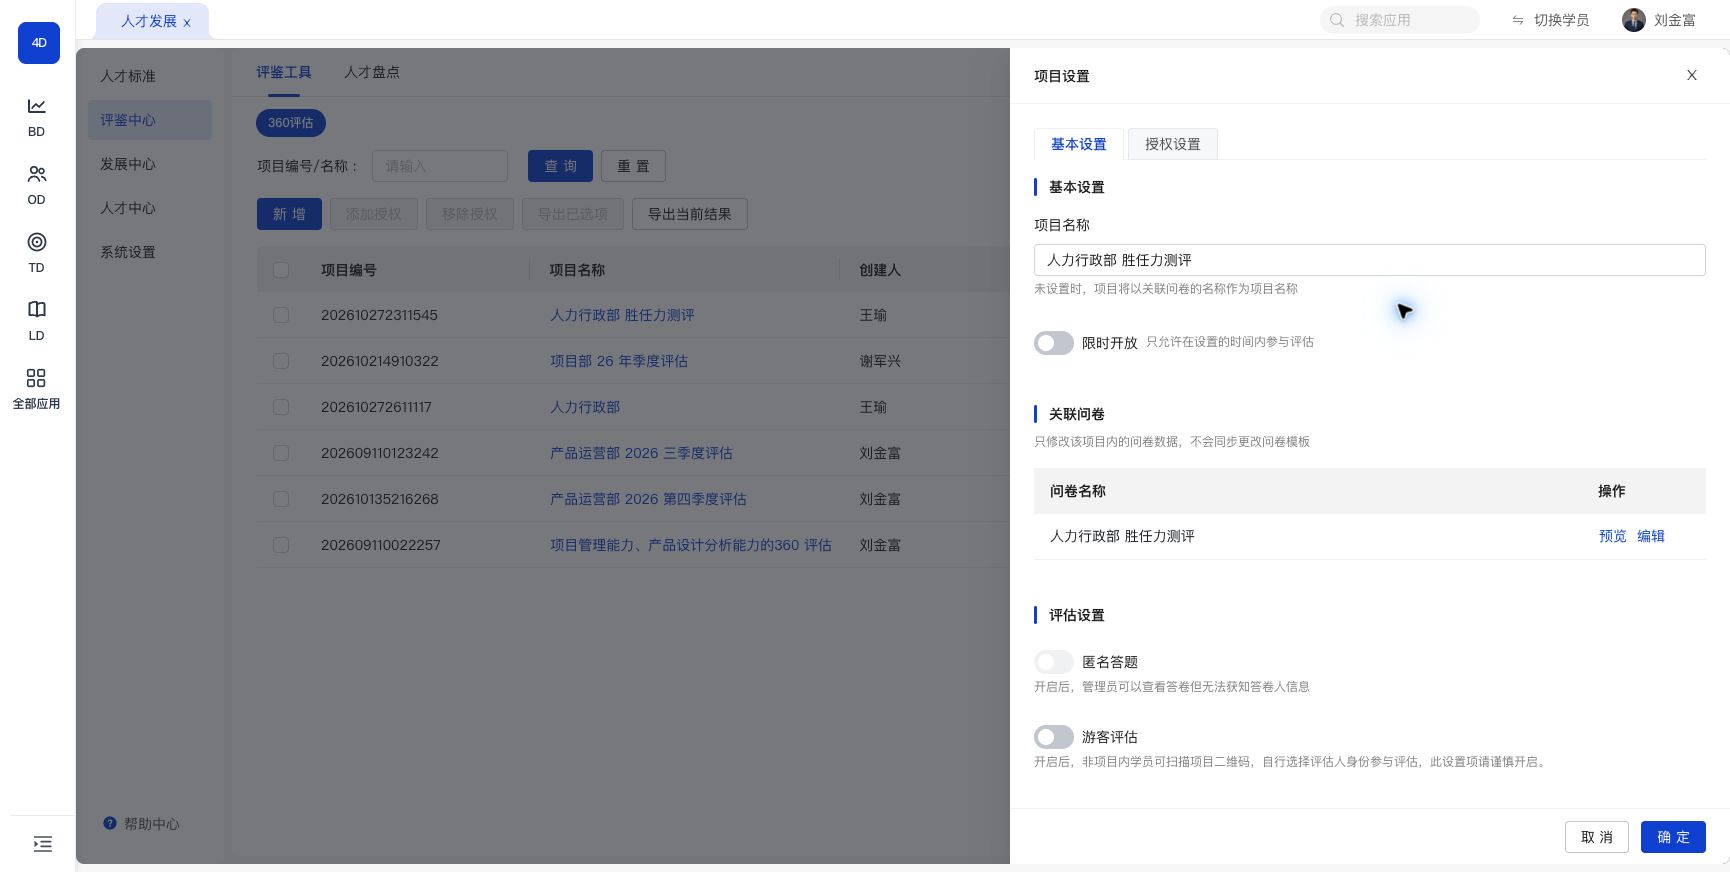 4D
BD
OD
TD
LD
全部应用
人才发展 x
搜索应用
切换学员
刘金富
人才标准
评鉴中心
发展中心
人才中心
系统设置
帮助中心
评鉴工具 人才盘点
360评估
项目编号/名称： 请输入 查 询 重 置
新 增 添加授权 移除授权 导出已选项 导出当前结果
项目编号 项目名称 创建人
202610272311545 人力行政部 胜任力测评 王瑜
202610214910322 项目部 26 年季度评估 谢军兴
202610272611117 人力行政部 王瑜
202609110123242 产品运营部 2026 三季度评估 刘金富
202610135216268 产品运营部 2026 第四季度评估 刘金富
202609110022257 项目管理能力、产品设计分析能力的360 评估 刘金富
项目设置 X
基本设置 授权设置
基本设置
项目名称
人力行政部 胜任力测评
未设置时，项目将以关联问卷的名称作为项目名称
限时开放 只允许在设置的时间内参与评估
关联问卷
只修改该项目内的问卷数据，不会同步更改问卷模板
问卷名称 操作
人力行政部 胜任力测评 预览 编辑
评估设置
匿名答题
开启后，管理员可以查看答卷但无法获知答卷人信息
游客评估
开启后，非项目内学员可扫描项目二维码，自行选择评估人身份参与评估，此设置项请谨慎开启。
取 消 确 定